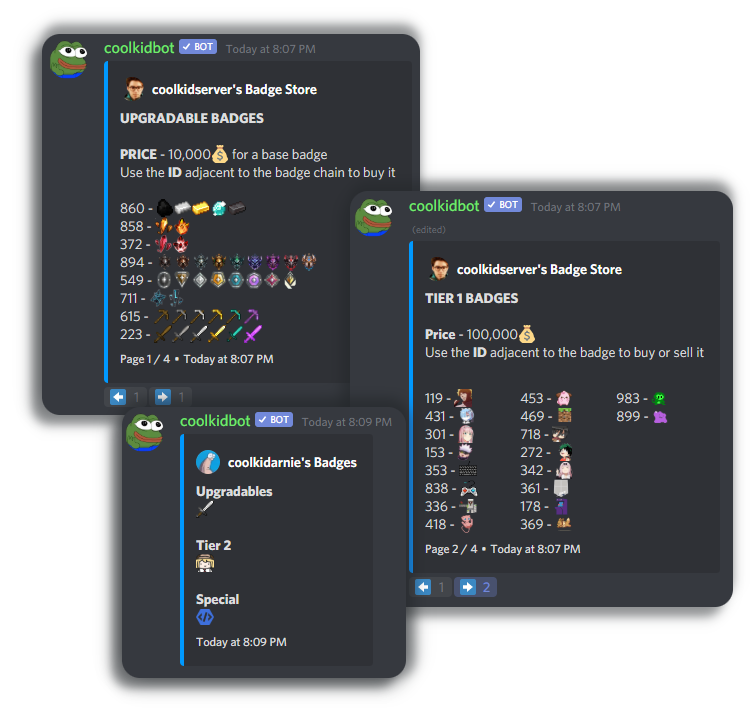 coolkidbot ✓ BOT Today at 8:07 PM
coolkidserver's Badge Store
UPGRADABLE BADGES
PRICE - 10,000💰 for a base badge
Use the ID adjacent to the badge chain to buy it
860 -
858 -
372 -
894 -
549 -
711 -
615 -
223 -
Page 1 / 4 • Today at 8:07 PM
1 1
coolkidbot ✓ BOT Today at 8:07 PM
(edited)
coolkidserver's Badge Store
TIER 1 BADGES
Price - 100,000💰
Use the ID adjacent to the badge to buy or sell it
119 - 453 - 983 -
431 - 469 - 899 -
301 - 718 -
153 - 272 -
353 - 342 -
838 - 361 -
336 - 178 -
418 - 369 -
Page 2 / 4 • Today at 8:07 PM
1 2
coolkidbot ✓ BOT Today at 8:09 PM
coolkidarnie's Badges
Upgradables
Tier 2
Special
Today at 8:09 PM